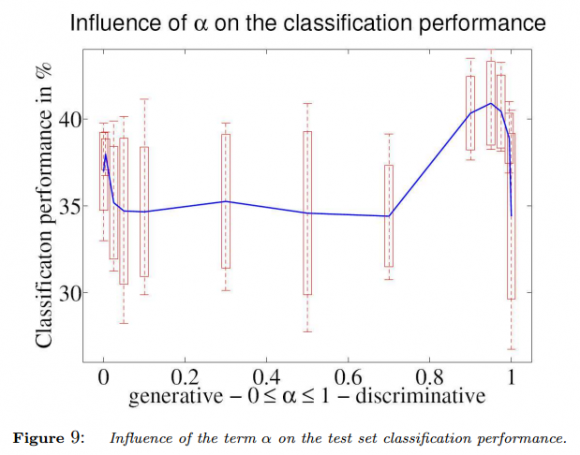 Influence of α on the classification performance
Classificaton performance in %
40
35
30
0 0.2 0.4 0.6 0.8 1
generative – 0 ≤ α ≤ 1 – discriminative
Figure 9: Influence of the term α on the test set classification performance.